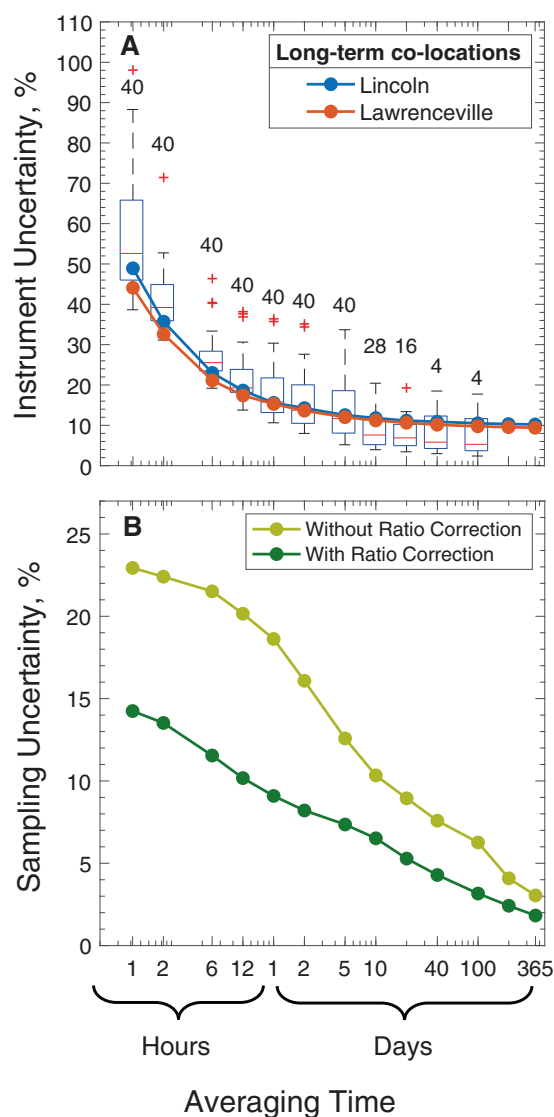 A
Long-term co-locations
Lincoln
Lawrenceville
110
100
90
80
70
60
50
40
30
20
10
0
Instrument Uncertainty, %
40
40
40
40
40
40
40
28
16
4
4
B
Without Ratio Correction
With Ratio Correction
25
20
15
10
5
0
Sampling Uncertainty, %
1 2 6 12 1 2 5 10 40 100 365
Hours Days
Averaging Time